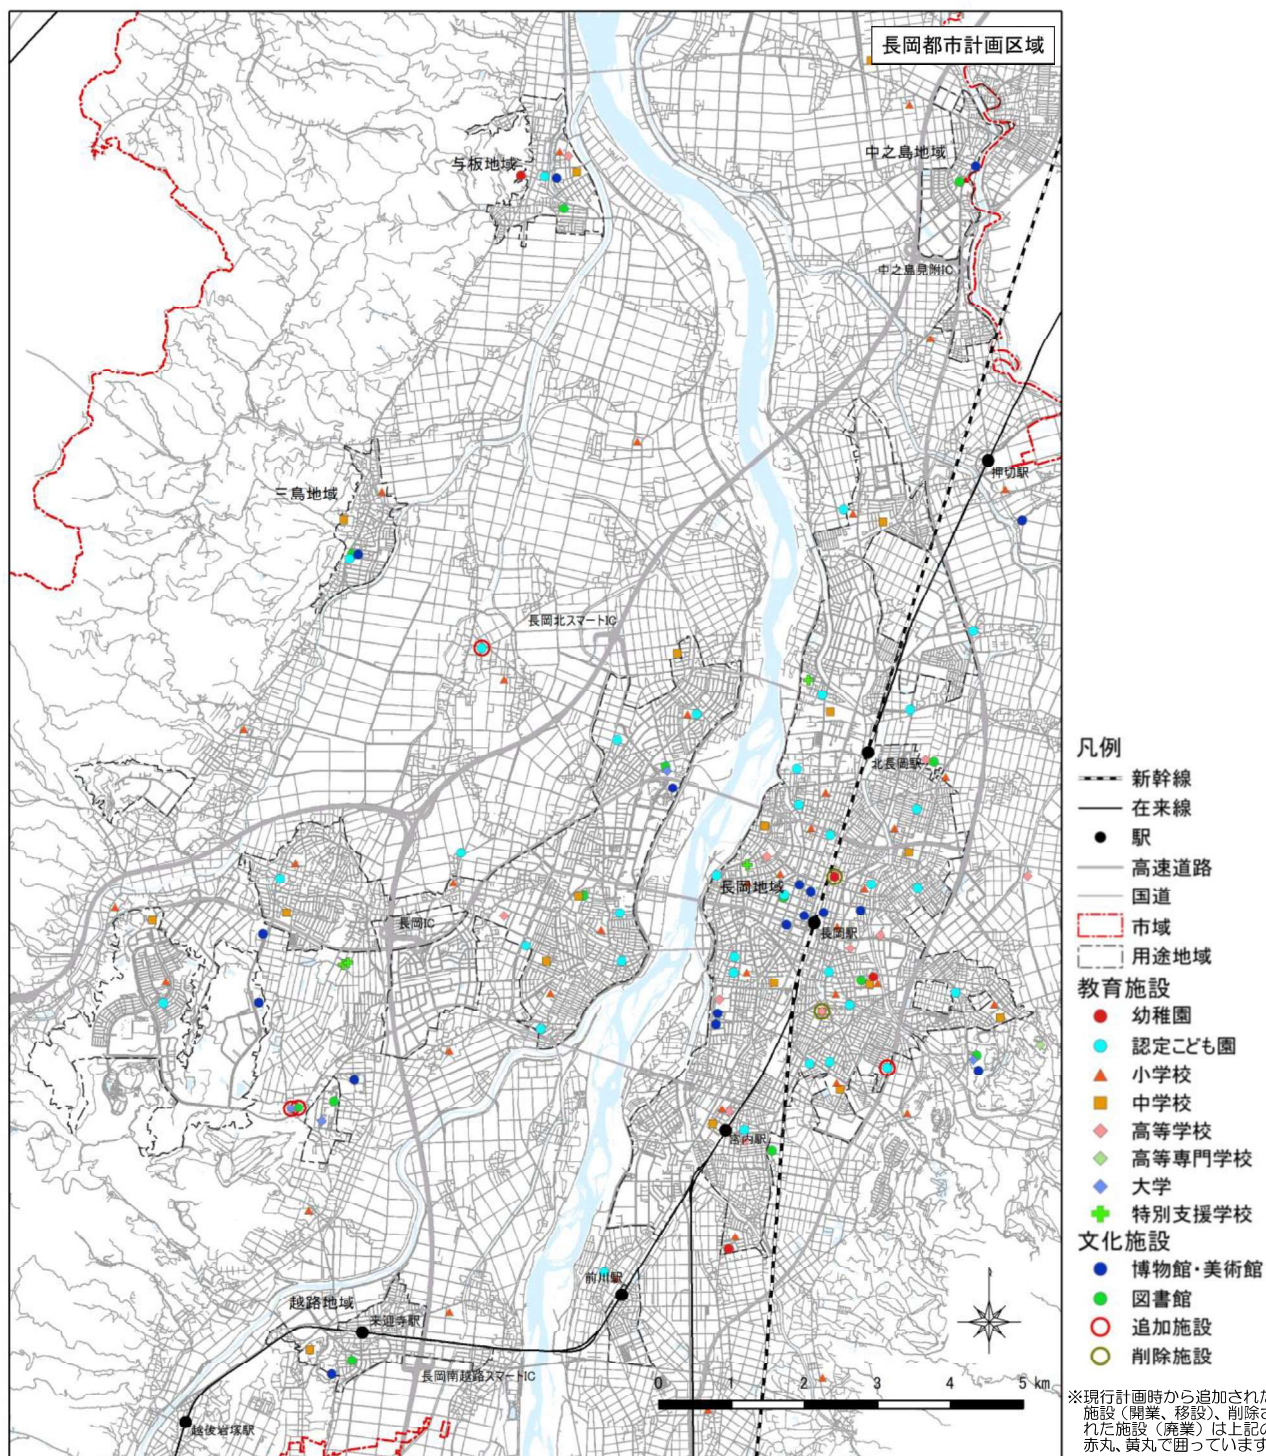 長岡都市計画区域
与板地域
中之島地域
中之島見附IC
押切駅
三島地域
長岡北スマートIC
北長岡駅
長岡地域
長岡IC
長岡駅
宮内駅
前川駅
越路地域
来迎寺駅
長岡南越路スマートIC
越後岩塚駅
0 1 2 3 4 5 km
凡例
新幹線
在来線
駅
高速道路
国道
市域
用途地域
教育施設
幼稚園
認定こども園
小学校
中学校
高等学校
高等専門学校
大学
特別支援学校
文化施設
博物館・美術館
図書館
追加施設
削除施設
※現行計画時から追加された
施設（開業、移設）、削除さ
れた施設（廃業）は上記の
赤丸、黄丸で囲っています